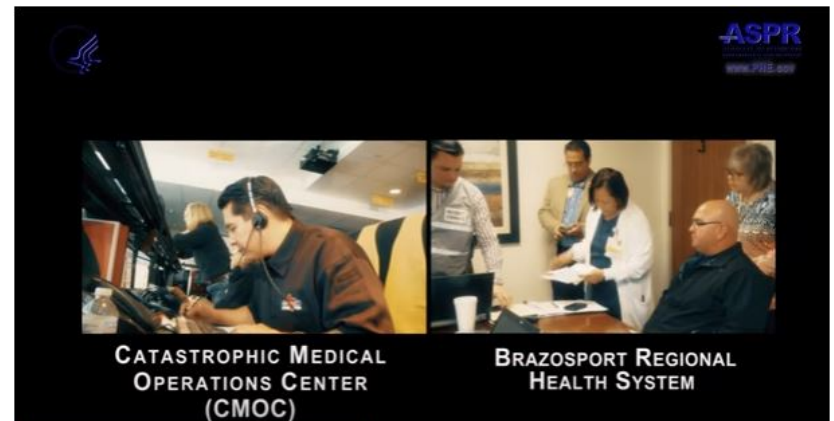 ASPR
www.PHE.gov
CATASTROPHIC MEDICAL
OPERATIONS CENTER
(CMOC)
BRAZOSPORT REGIONAL
HEALTH SYSTEM